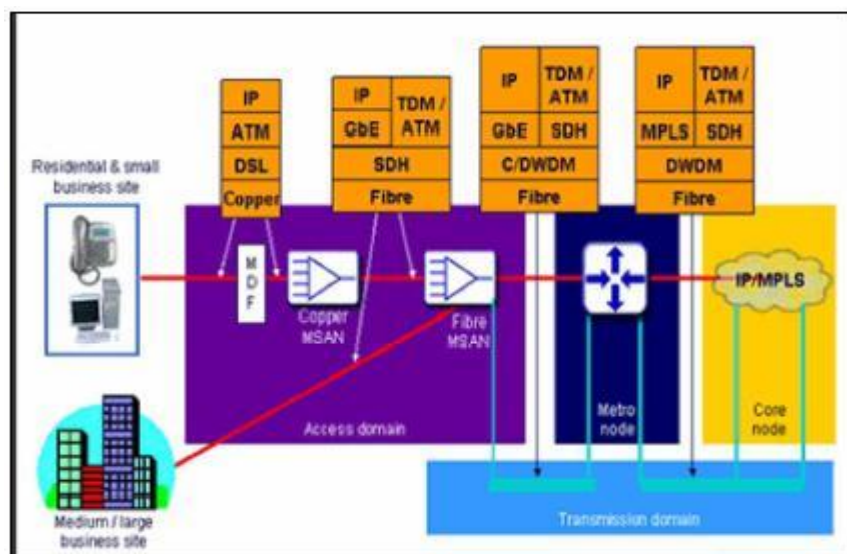 IP
ATM
DSL
Copper
IP
GbE
TDM /
ATM
SDH
Fibre
IP
TDM /
ATM
GbE
SDH
C/DWDM
Fibre
IP
TDM /
ATM
MPLS
SDH
DWDM
Fibre
Residential & small
business site
M
D
F
Copper
MSAN
Fibre
MSAN
IP/MPLS
Access domain
Metro
node
Core
node
Transmission domain
Medium / large
business site